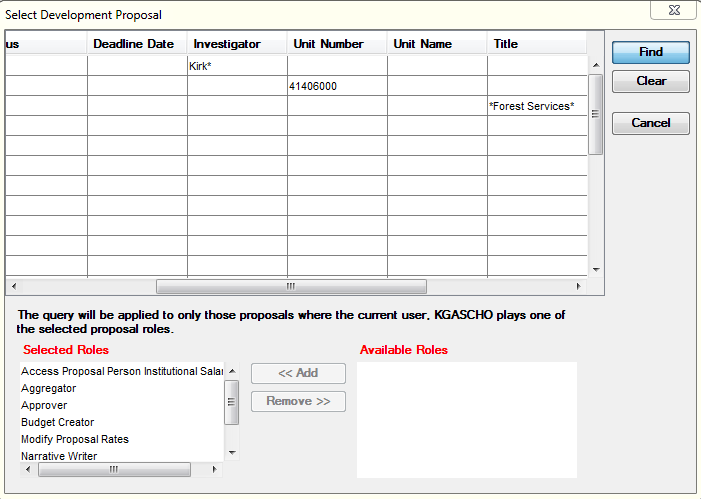 Select Development Proposal
us Deadline Date Investigator Unit Number Unit Name Title
Kirk*
41406000
*Forest Services*
Find
Clear
Cancel
The query will be applied to only those proposals where the current user, KGASCHO plays one of
the selected proposal roles.
Selected Roles
Access Proposal Person Institutional Salar
Aggregator
Approver
Budget Creator
Modify Proposal Rates
Narrative Writer
<< Add
Remove >>
Available Roles